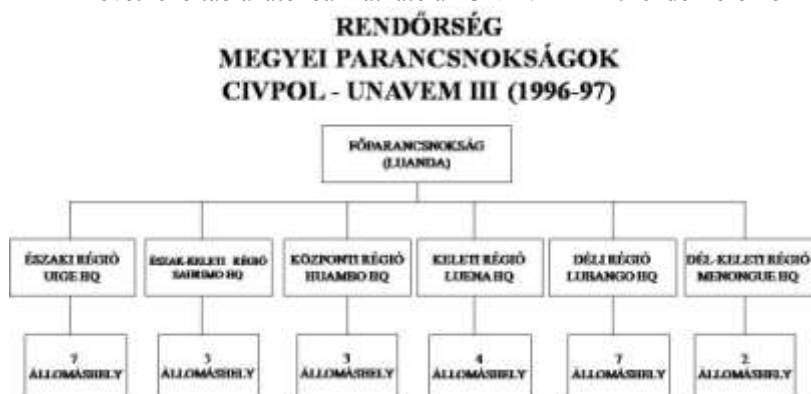 RENDŐRSÉG
MEGYEI PARANCSNOKSÁGOK
CIVPOL - UNAVEM III (1996-97)
FŐPARANCSNOKSÁG
(LUANDA)
ÉSZAKI RÉGIÓ
UIGE HQ
ÉSZAK-KELETI RÉGIÓ
SAURIMO HQ
KÖZPONTI RÉGIÓ
HUAMBO HQ
KELETI RÉGIÓ
LUENA HQ
DÉLI RÉGIÓ
LUBANGO HQ
DÉL-KELETI RÉGIÓ
MENONGUE HQ
7
ÁLLOMÁSHELY
ÁLLOMÁSHELY
3
ÁLLOMÁSHELY
4
ÁLLOMÁSHELY
7
ÁLLOMÁSHELY
2
ÁLLOMÁSHELY